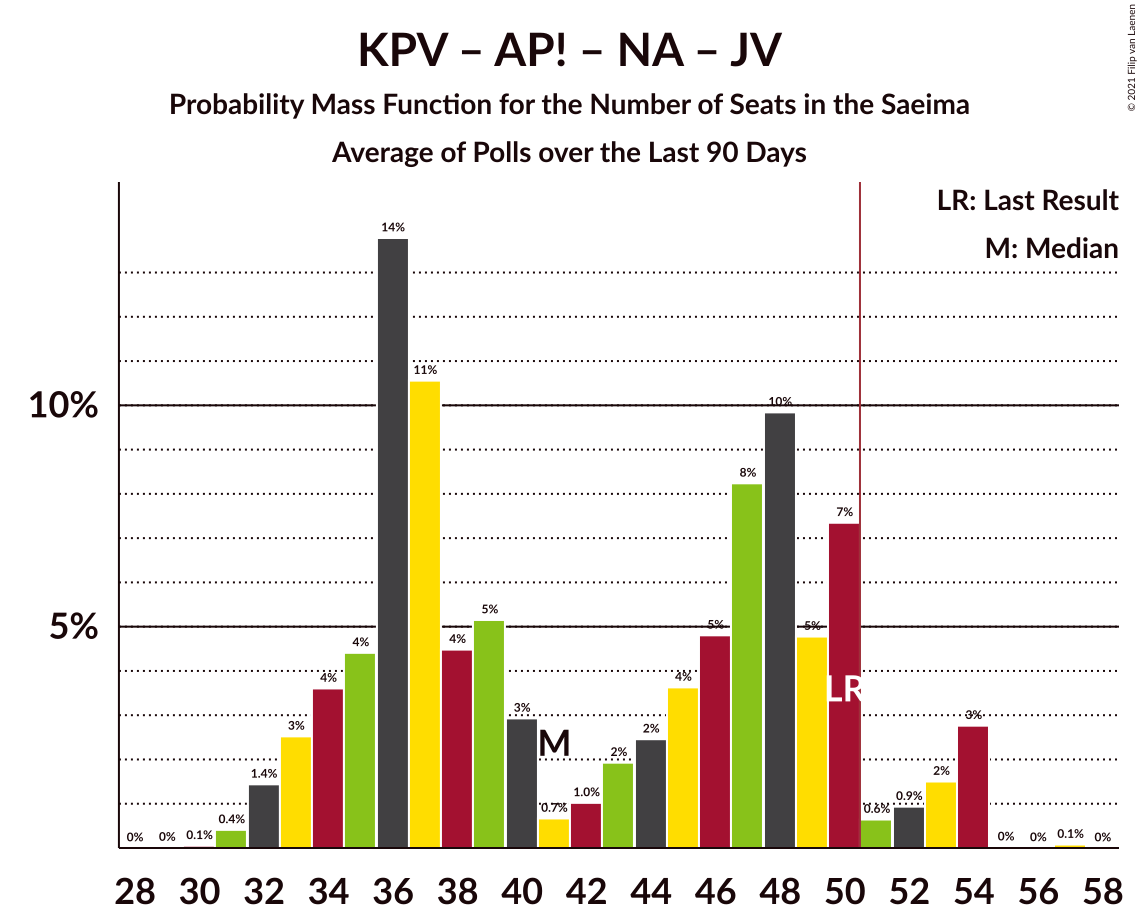 KPV – AP! – NA – JV
Probability Mass Function for the Number of Seats in the Saeima
Average of Polls over the Last 90 Days
© 2021 Filip van Laenen
LR: Last Result
M: Median
10%
5%
0% 0% 0.1% 0.4% 1.4% 3% 4% 4% 14% 11% 4% 5% 3% 0.7% 1.0% 2% 2% 4% 5% 8% 10% 5% 7% 0.6% 0.9% 2% 3% 0% 0% 0.1% 0%
M
LR
28 30 32 34 36 38 40 42 44 46 48 50 52 54 56 58